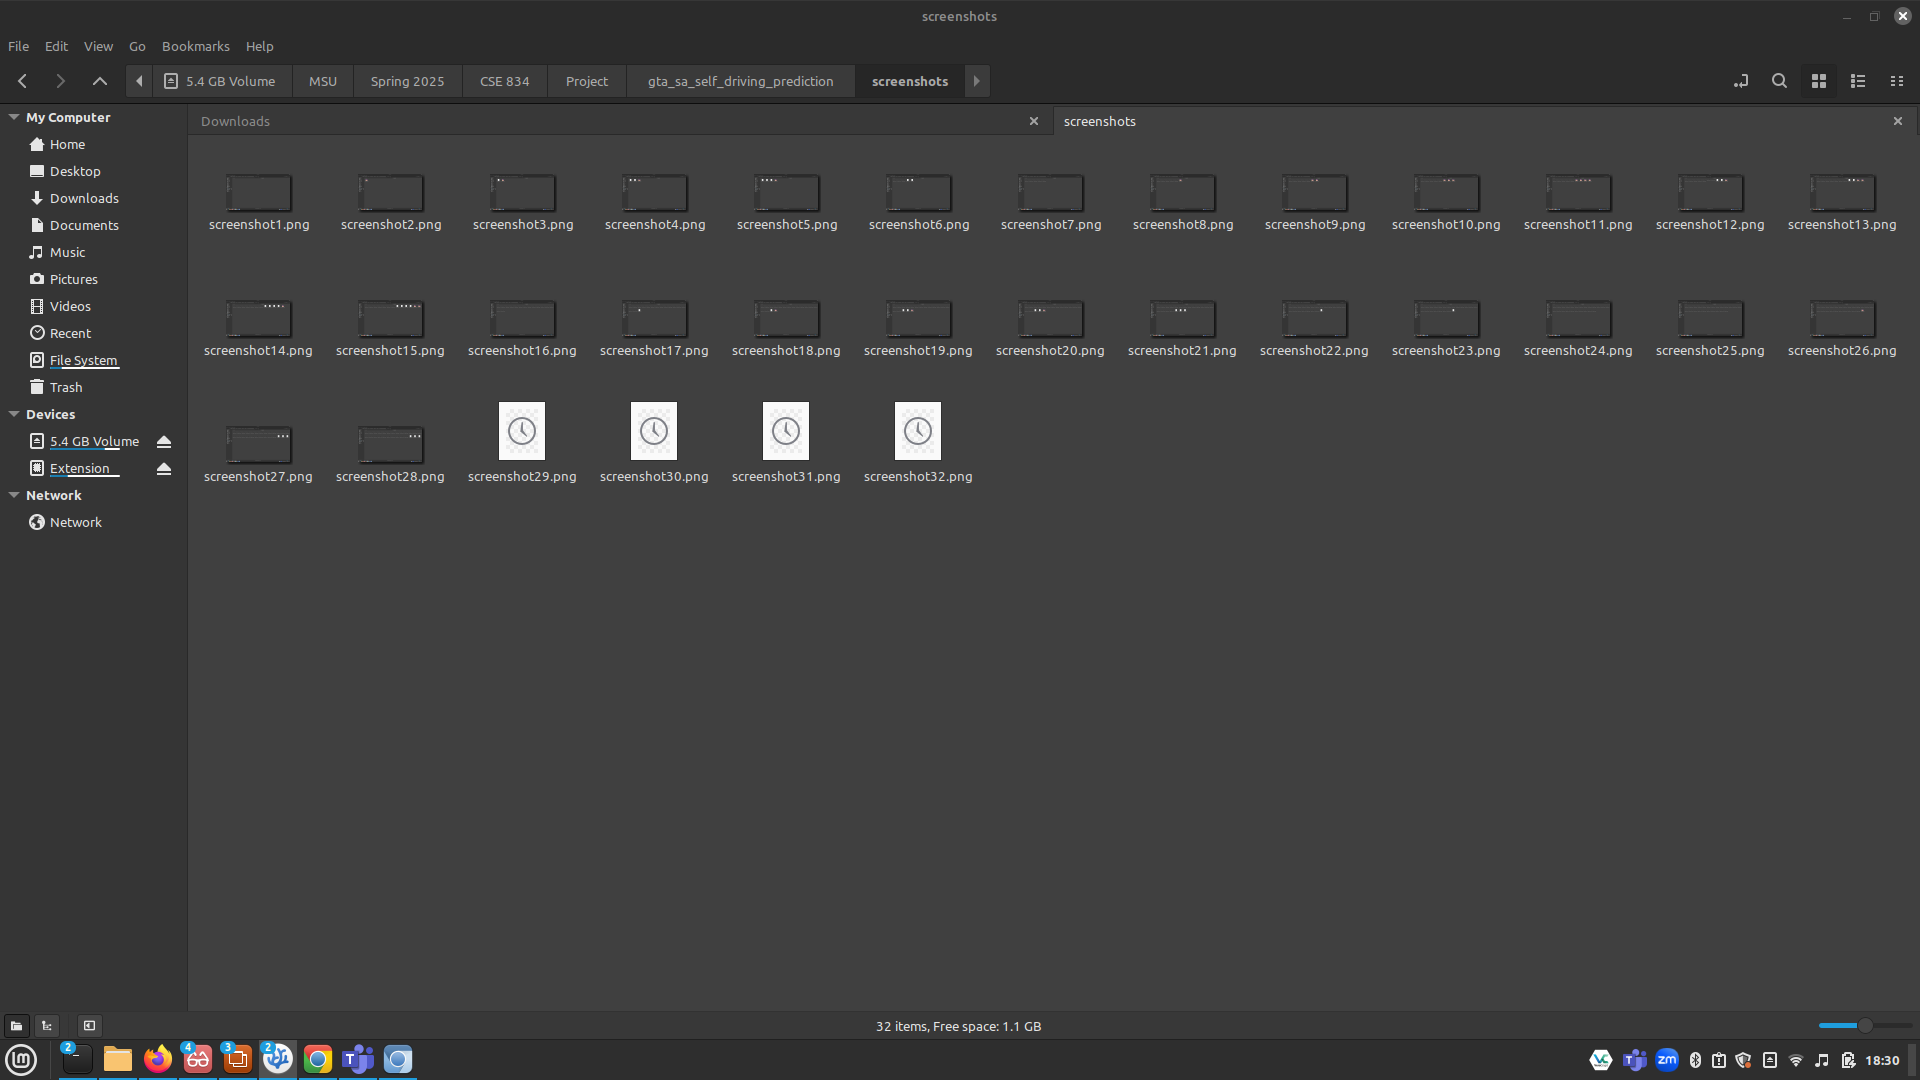 screenshots
File Edit View Go Bookmarks Help
5.4 GB Volume MSU Spring 2025 CSE 834 Project gta_sa_self_driving_prediction screenshots
My Computer
Home
Desktop
Downloads
Documents
Music
Pictures
Videos
Recent
File System
Trash
Devices
5.4 GB Volume
Extension
Network
Network
Downloads screenshots
screenshot1.png screenshot2.png screenshot3.png screenshot4.png screenshot5.png screenshot6.png screenshot7.png screenshot8.png screenshot9.png screenshot10.png screenshot11.png screenshot12.png screenshot13.png
screenshot14.png screenshot15.png screenshot16.png screenshot17.png screenshot18.png screenshot19.png screenshot20.png screenshot21.png screenshot22.png screenshot23.png screenshot24.png screenshot25.png screenshot26.png
screenshot27.png screenshot28.png screenshot29.png screenshot30.png screenshot31.png screenshot32.png
32 items, Free space: 1.1 GB
2 4 3 2 T T zm 18:30